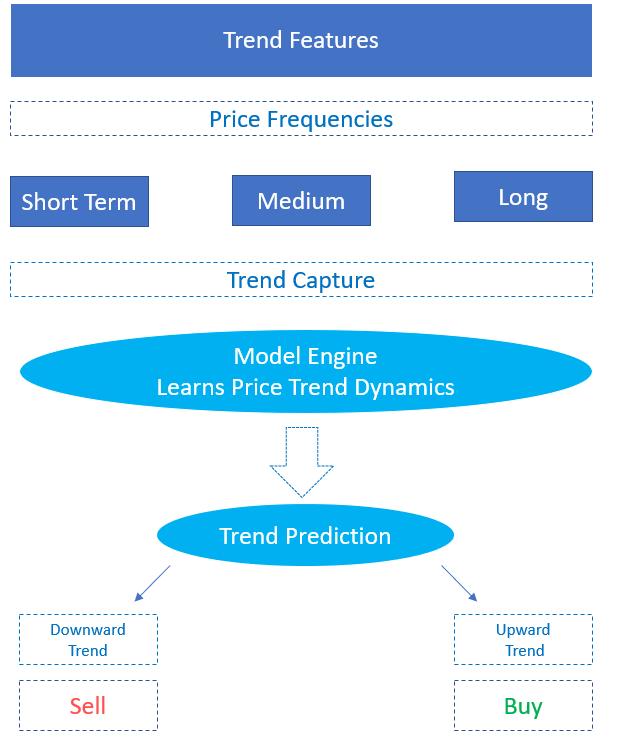 Trend Features
Price Frequencies
Short Term
Medium
Long
Trend Capture
Model Engine
Learns Price Trend Dynamics
Trend Prediction
Downward
Trend
Upward
Trend
Sell
Buy